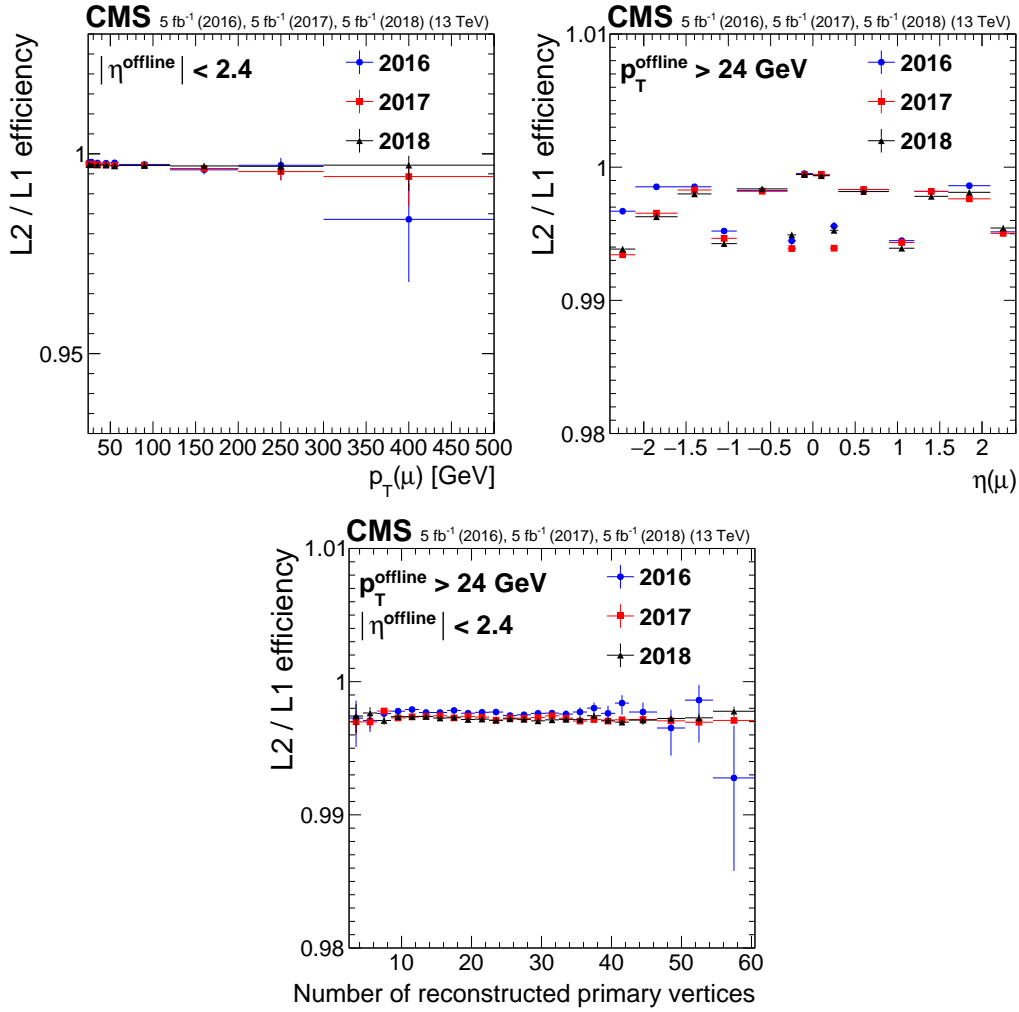 CMS 5 fb⁻¹ (2016), 5 fb⁻¹ (2017), 5 fb⁻¹ (2018) (13 TeV)
|η^offline| < 2.4
2016
2017
2018
L2 / L1 efficiency
1
0.95
50 100 150 200 250 300 350 400 450 500
p_T(μ) [GeV]
CMS 5 fb⁻¹ (2016), 5 fb⁻¹ (2017), 5 fb⁻¹ (2018) (13 TeV)
p_T^offline > 24 GeV
2016
2017
2018
L2 / L1 efficiency
1.01
1
0.99
0.98
−2 −1.5 −1 −0.5 0 0.5 1 1.5 2
η(μ)
CMS 5 fb⁻¹ (2016), 5 fb⁻¹ (2017), 5 fb⁻¹ (2018) (13 TeV)
p_T^offline > 24 GeV
|η^offline| < 2.4
2016
2017
2018
L2 / L1 efficiency
1.01
1
0.99
0.98
10 20 30 40 50 60
Number of reconstructed primary vertices